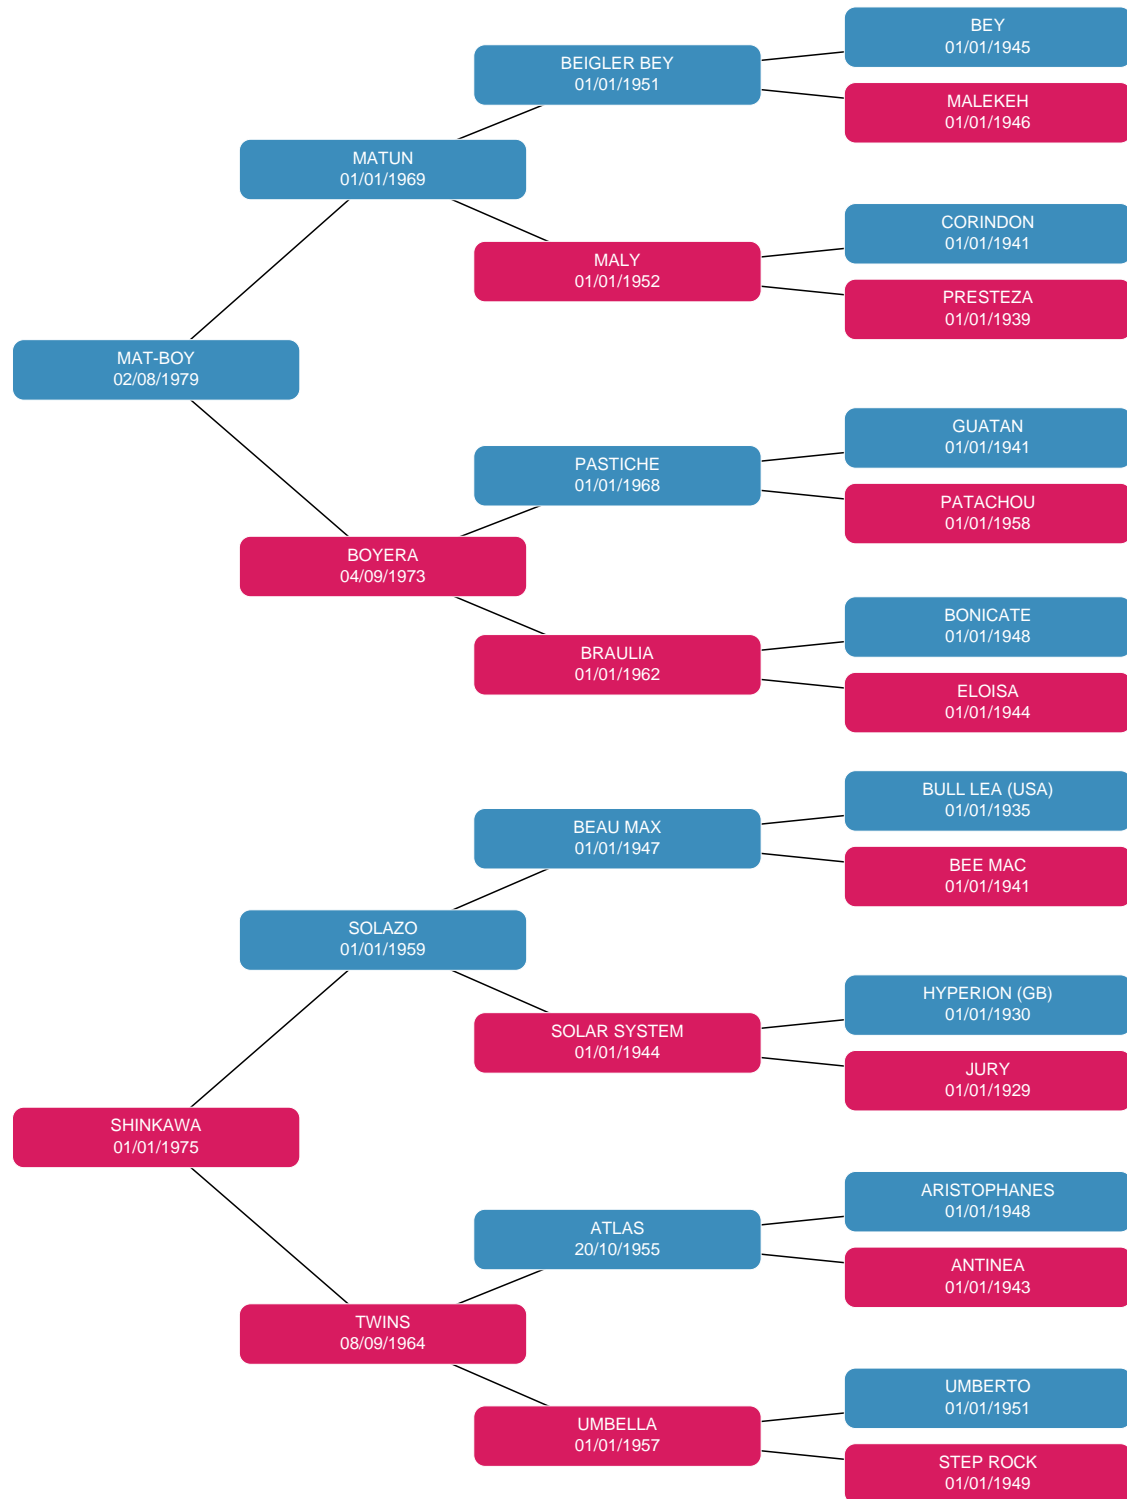 BEY
01/01/1945
BEIGLER BEY
01/01/1951
MALEKEH
01/01/1946
MATUN
01/01/1969
CORINDON
01/01/1941
MALY
01/01/1952
PRESTEZA
01/01/1939
MAT-BOY
02/08/1979
GUATAN
01/01/1941
PASTICHE
01/01/1968
PATACHOU
01/01/1958
BOYERA
04/09/1973
BONICATE
01/01/1948
BRAULIA
01/01/1962
ELOISA
01/01/1944
BULL LEA (USA)
01/01/1935
BEAU MAX
01/01/1947
BEE MAC
01/01/1941
SOLAZO
01/01/1959
HYPERION (GB)
01/01/1930
SOLAR SYSTEM
01/01/1944
JURY
01/01/1929
SHINKAWA
01/01/1975
ARISTOPHANES
01/01/1948
ATLAS
20/10/1955
ANTINEA
01/01/1943
TWINS
08/09/1964
UMBERTO
01/01/1951
UMBELLA
01/01/1957
STEP ROCK
01/01/1949